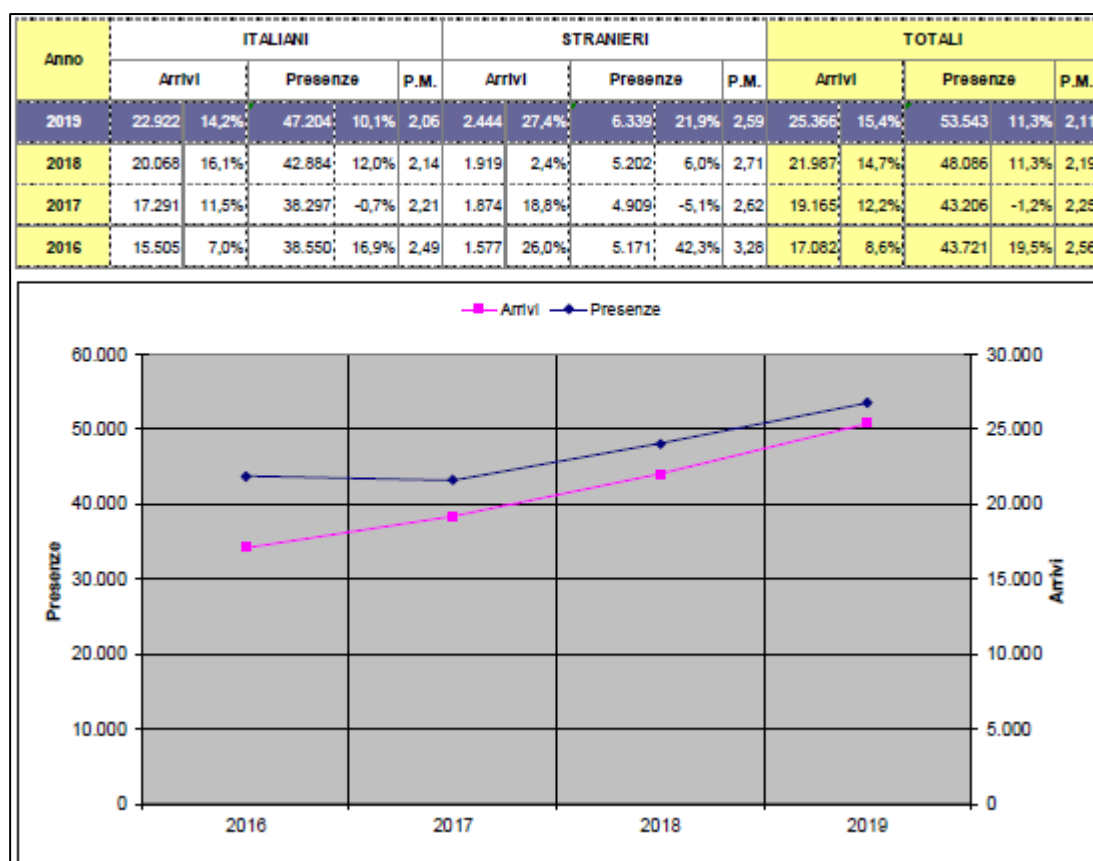 Anno ITALIANI STRANIERI TOTALI
Arrivi Presenze P.M. Arrivi Presenze P.M. Arrivi Presenze P.M.
2019 22.922 14,2% 47.204 10,1% 2,06 2.444 27,4% 6.339 21,9% 2,59 25.366 15,4% 53.543 11,3% 2,11
2018 20.068 16,1% 42.884 12,0% 2,14 1.919 2,4% 5.202 6,0% 2,71 21.987 14,7% 48.086 11,3% 2,19
2017 17.291 11,5% 38.297 -0,7% 2,21 1.874 18,8% 4.909 -5,1% 2,62 19.165 12,2% 43.206 -1,2% 2,25
2016 15.505 7,0% 38.550 16,9% 2,49 1.577 26,0% 5.171 42,3% 3,28 17.082 8,6% 43.721 19,5% 2,56
Arrivi Presenze
60.000 30.000
50.000 25.000
40.000 20.000
30.000 15.000
20.000 10.000
10.000 5.000
0 0
Presenze
Arrivi
2016 2017 2018 2019